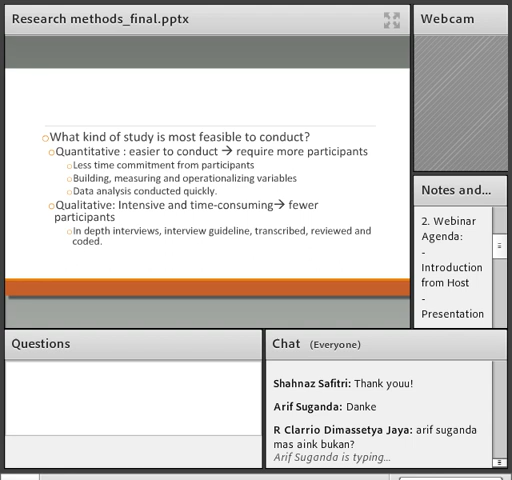 Research methods_final.pptx
Webcam
o What kind of study is most feasible to conduct?
o Quantitative : easier to conduct → require more participants
o Less time commitment from participants
o Building, measuring and operationalizing variables
o Data analysis conducted quickly.
o Qualitative: Intensive and time-consuming→ fewer
participants
o In depth interviews, interview guideline, transcribed, reviewed and
coded.
Notes and...
2. Webinar
Agenda:
-
Introduction
from Host
-
Presentation
Questions
Chat (Everyone)
Shahnaz Safitri: Thank youu!
Arif Suganda: Danke
R Clarrio Dimassetya Jaya: arif suganda
mas aink bukan?
Arif Suganda is typing...